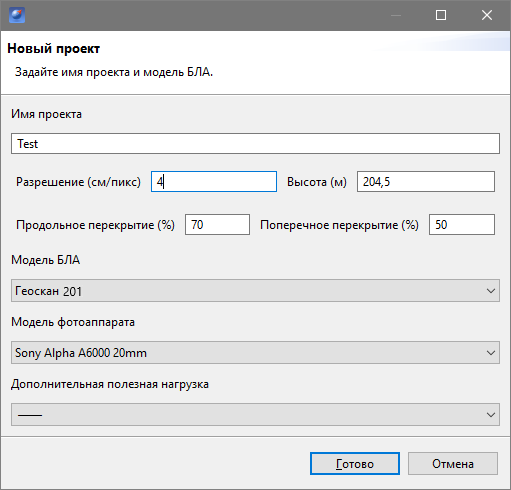 Новый проект
Задайте имя проекта и модель БЛА.
Имя проекта
Test
Разрешение (см/пикс) 4 Высота (м) 204,5
Продольное перекрытие (%) 70 Поперечное перекрытие (%) 50
Модель БЛА
Геоскан 201
Модель фотоаппарата
Sony Alpha A6000 20mm
Дополнительная полезная нагрузка
——
Готово Отмена